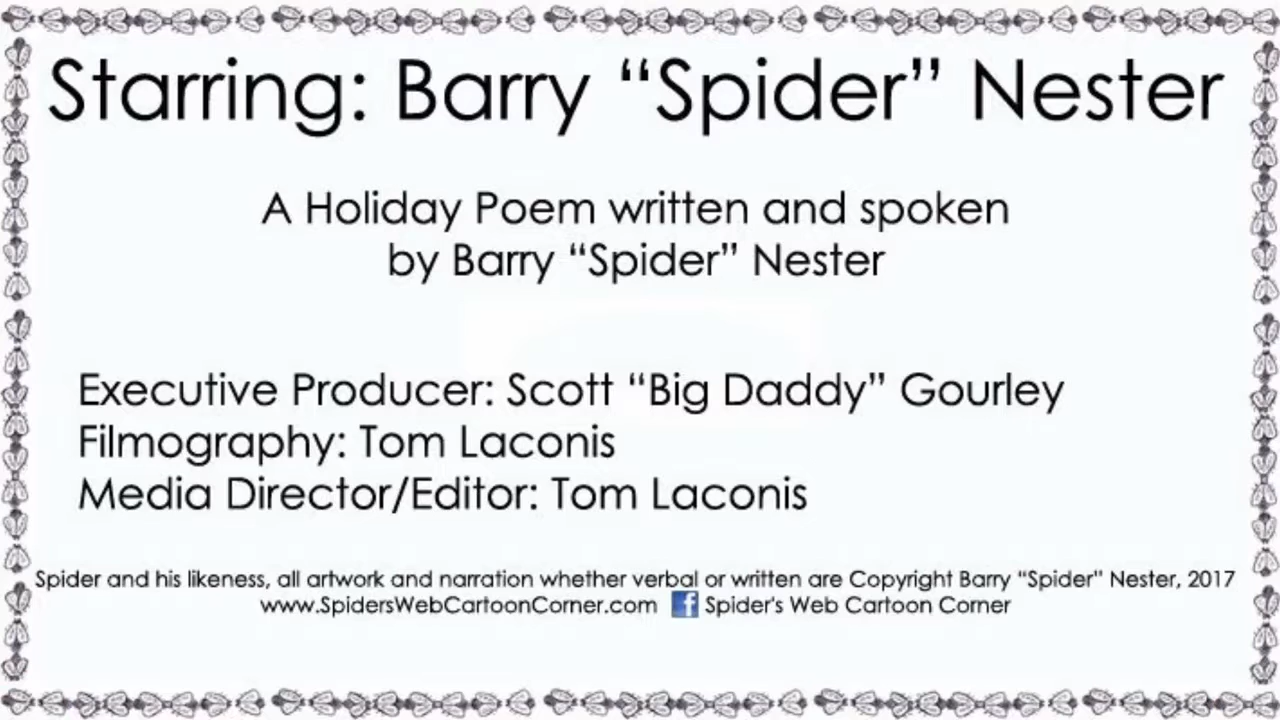 Starring: Barry “Spider” Nester
A Holiday Poem written and spoken
by Barry “Spider” Nester
Executive Producer: Scott “Big Daddy” Gourley
Filmography: Tom Laconis
Media Director/Editor: Tom Laconis
Spider and his likeness, all artwork and narration whether verbal or written are Copyright Barry “Spider” Nester, 2017
www.SpidersWebCartoonCorner.com f Spider's Web Cartoon Corner